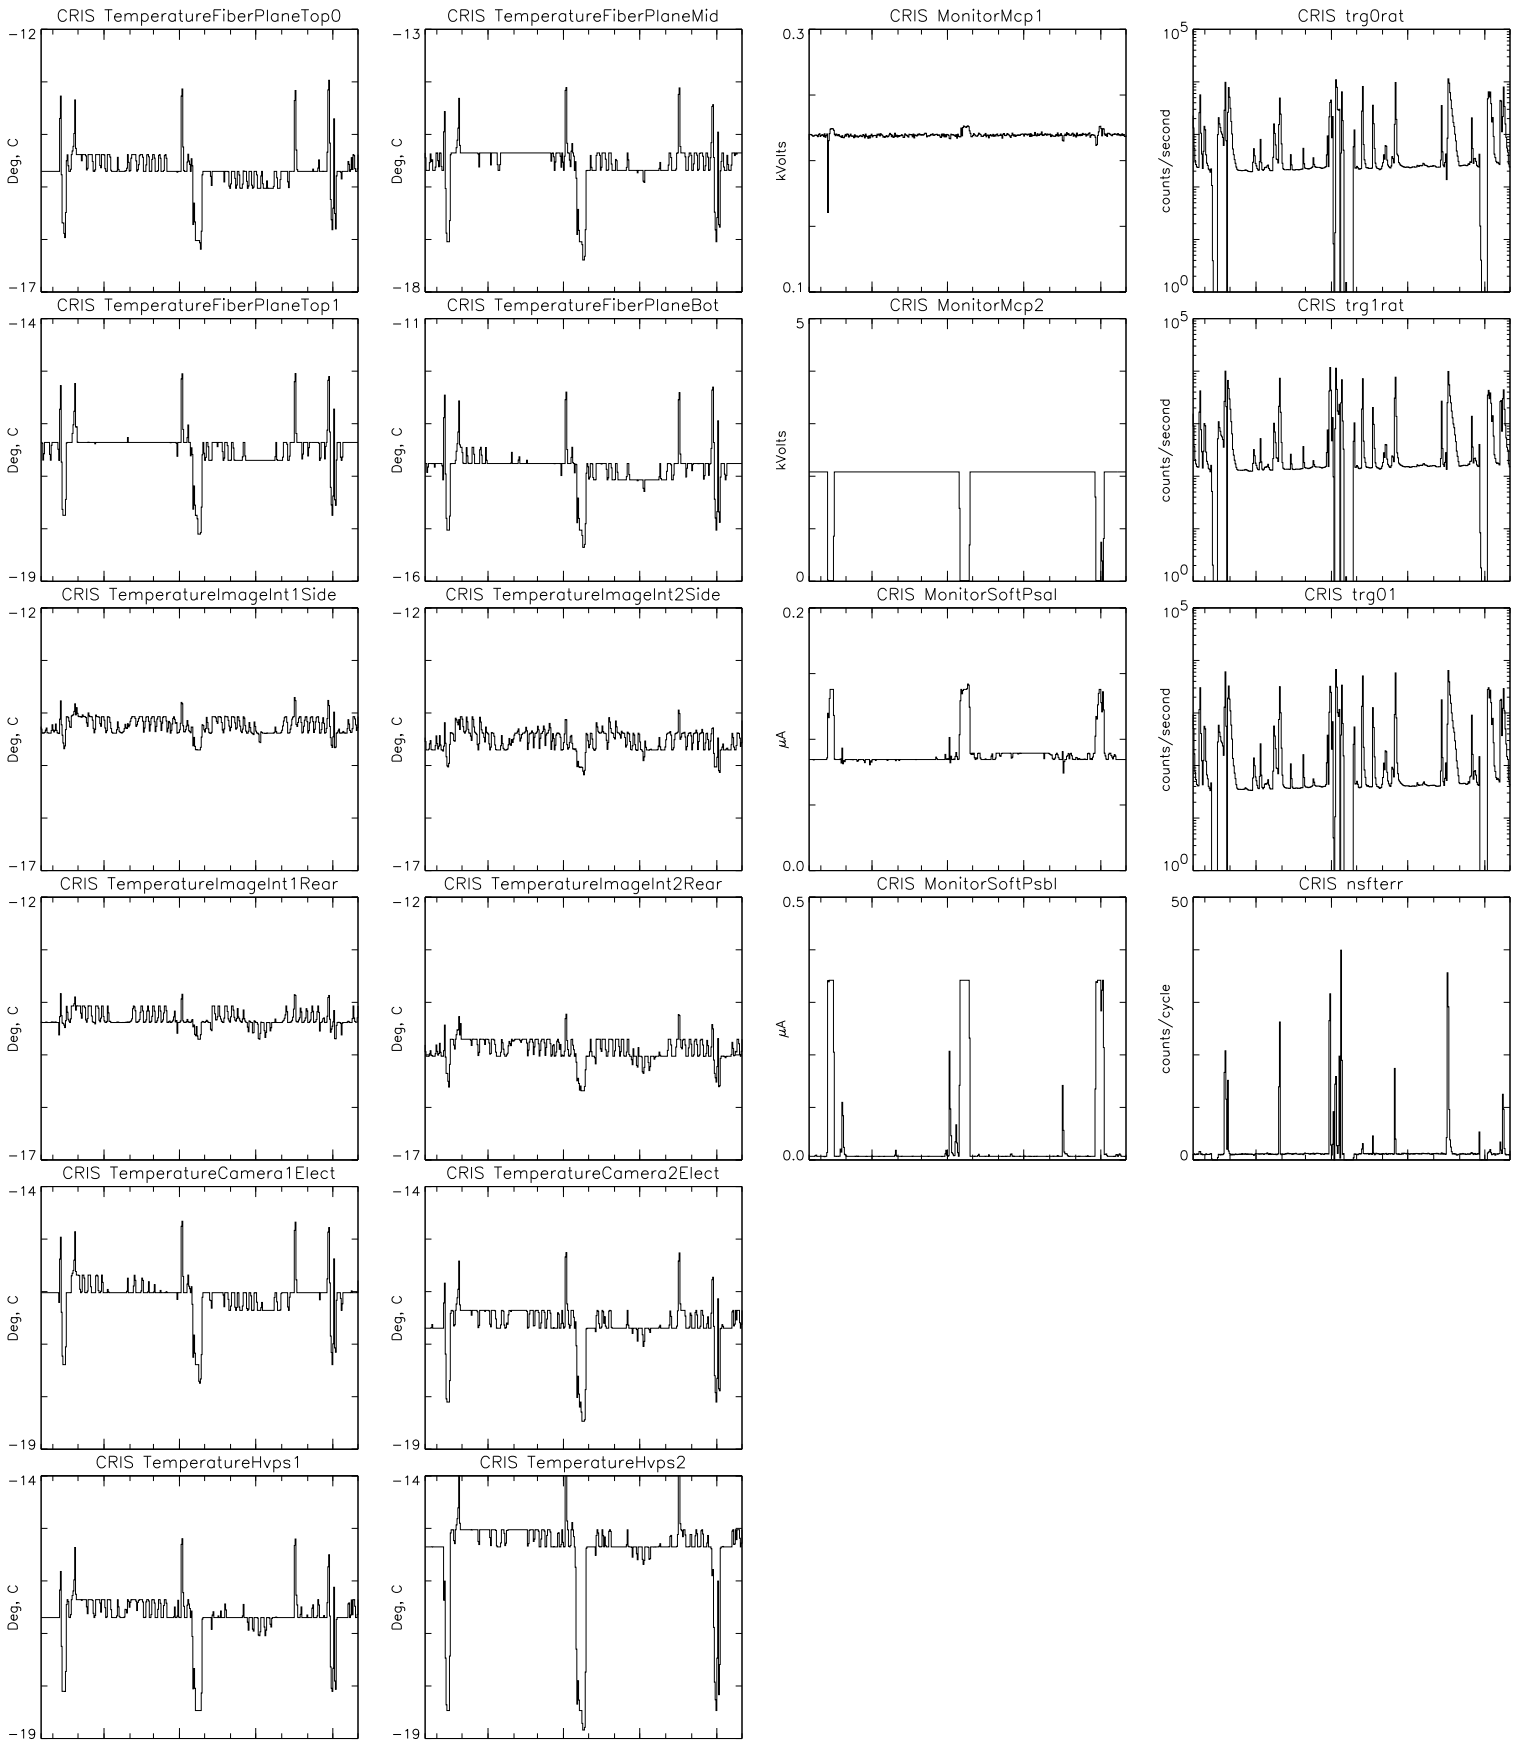 CRIS TemperatureFiberPlaneTop0
-12
Deg, C
-17
CRIS TemperatureFiberPlaneMid
-13
Deg, C
-18
CRIS MonitorMcp1
0.3
kVolts
0.1
CRIS trg0rat
10^5
counts/second
10^0
CRIS TemperatureFiberPlaneTop1
-14
Deg, C
-19
CRIS TemperatureFiberPlaneBot
-11
Deg, C
-16
CRIS MonitorMcp2
5
kVolts
0
CRIS trg1rat
10^5
counts/second
10^0
CRIS TemperatureImageInt1Side
-12
Deg, C
-17
CRIS TemperatureImageInt2Side
-12
Deg, C
-17
CRIS MonitorSoftPsaI
0.2
μA
0.0
CRIS trg01
10^5
counts/second
10^0
CRIS TemperatureImageInt1Rear
-12
Deg, C
-17
CRIS TemperatureImageInt2Rear
-12
Deg, C
-17
CRIS MonitorSoftPsbI
0.5
μA
0.0
CRIS nsfterr
50
counts/cycle
0
CRIS TemperatureCamera1Elect
-14
Deg, C
-19
CRIS TemperatureCamera2Elect
-14
Deg, C
-19
CRIS TemperatureHvps1
-14
Deg, C
-19
CRIS TemperatureHvps2
-14
Deg, C
-19